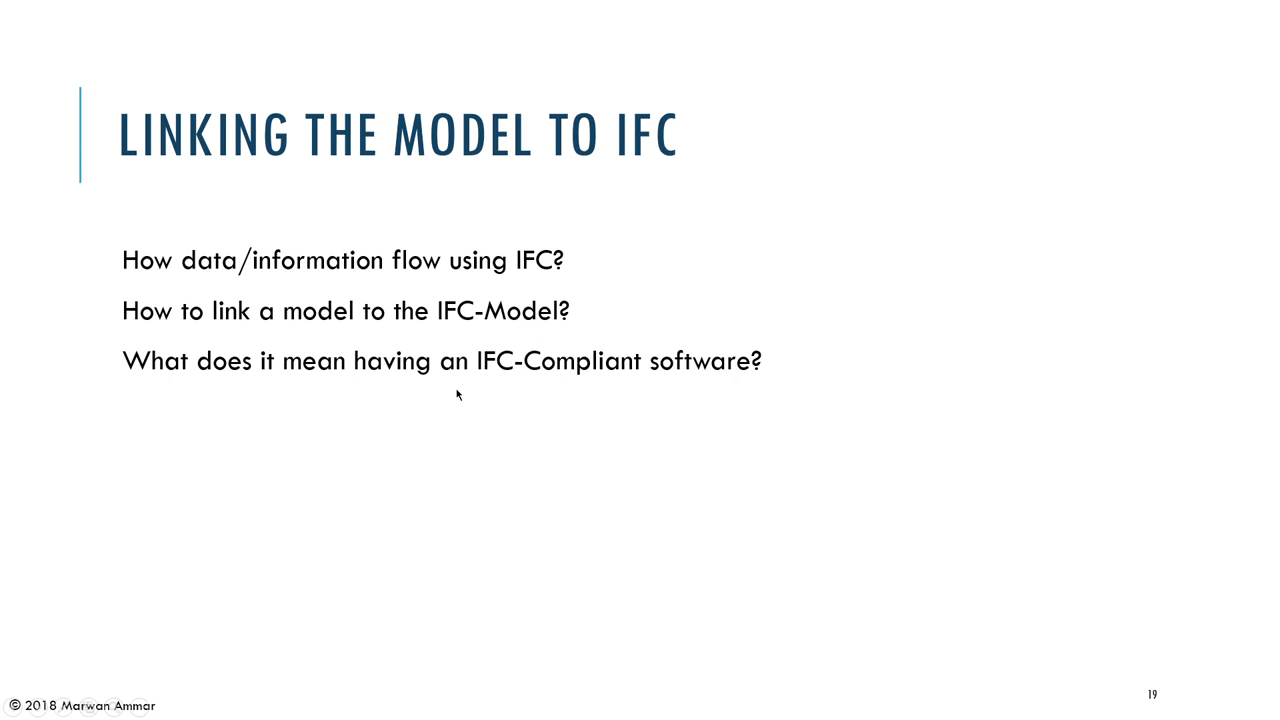 LINKING THE MODEL TO IFC
How data/information flow using IFC?
How to link a model to the IFC-Model?
What does it mean having an IFC-Compliant software?
© 2018 Marwan Ammar
19